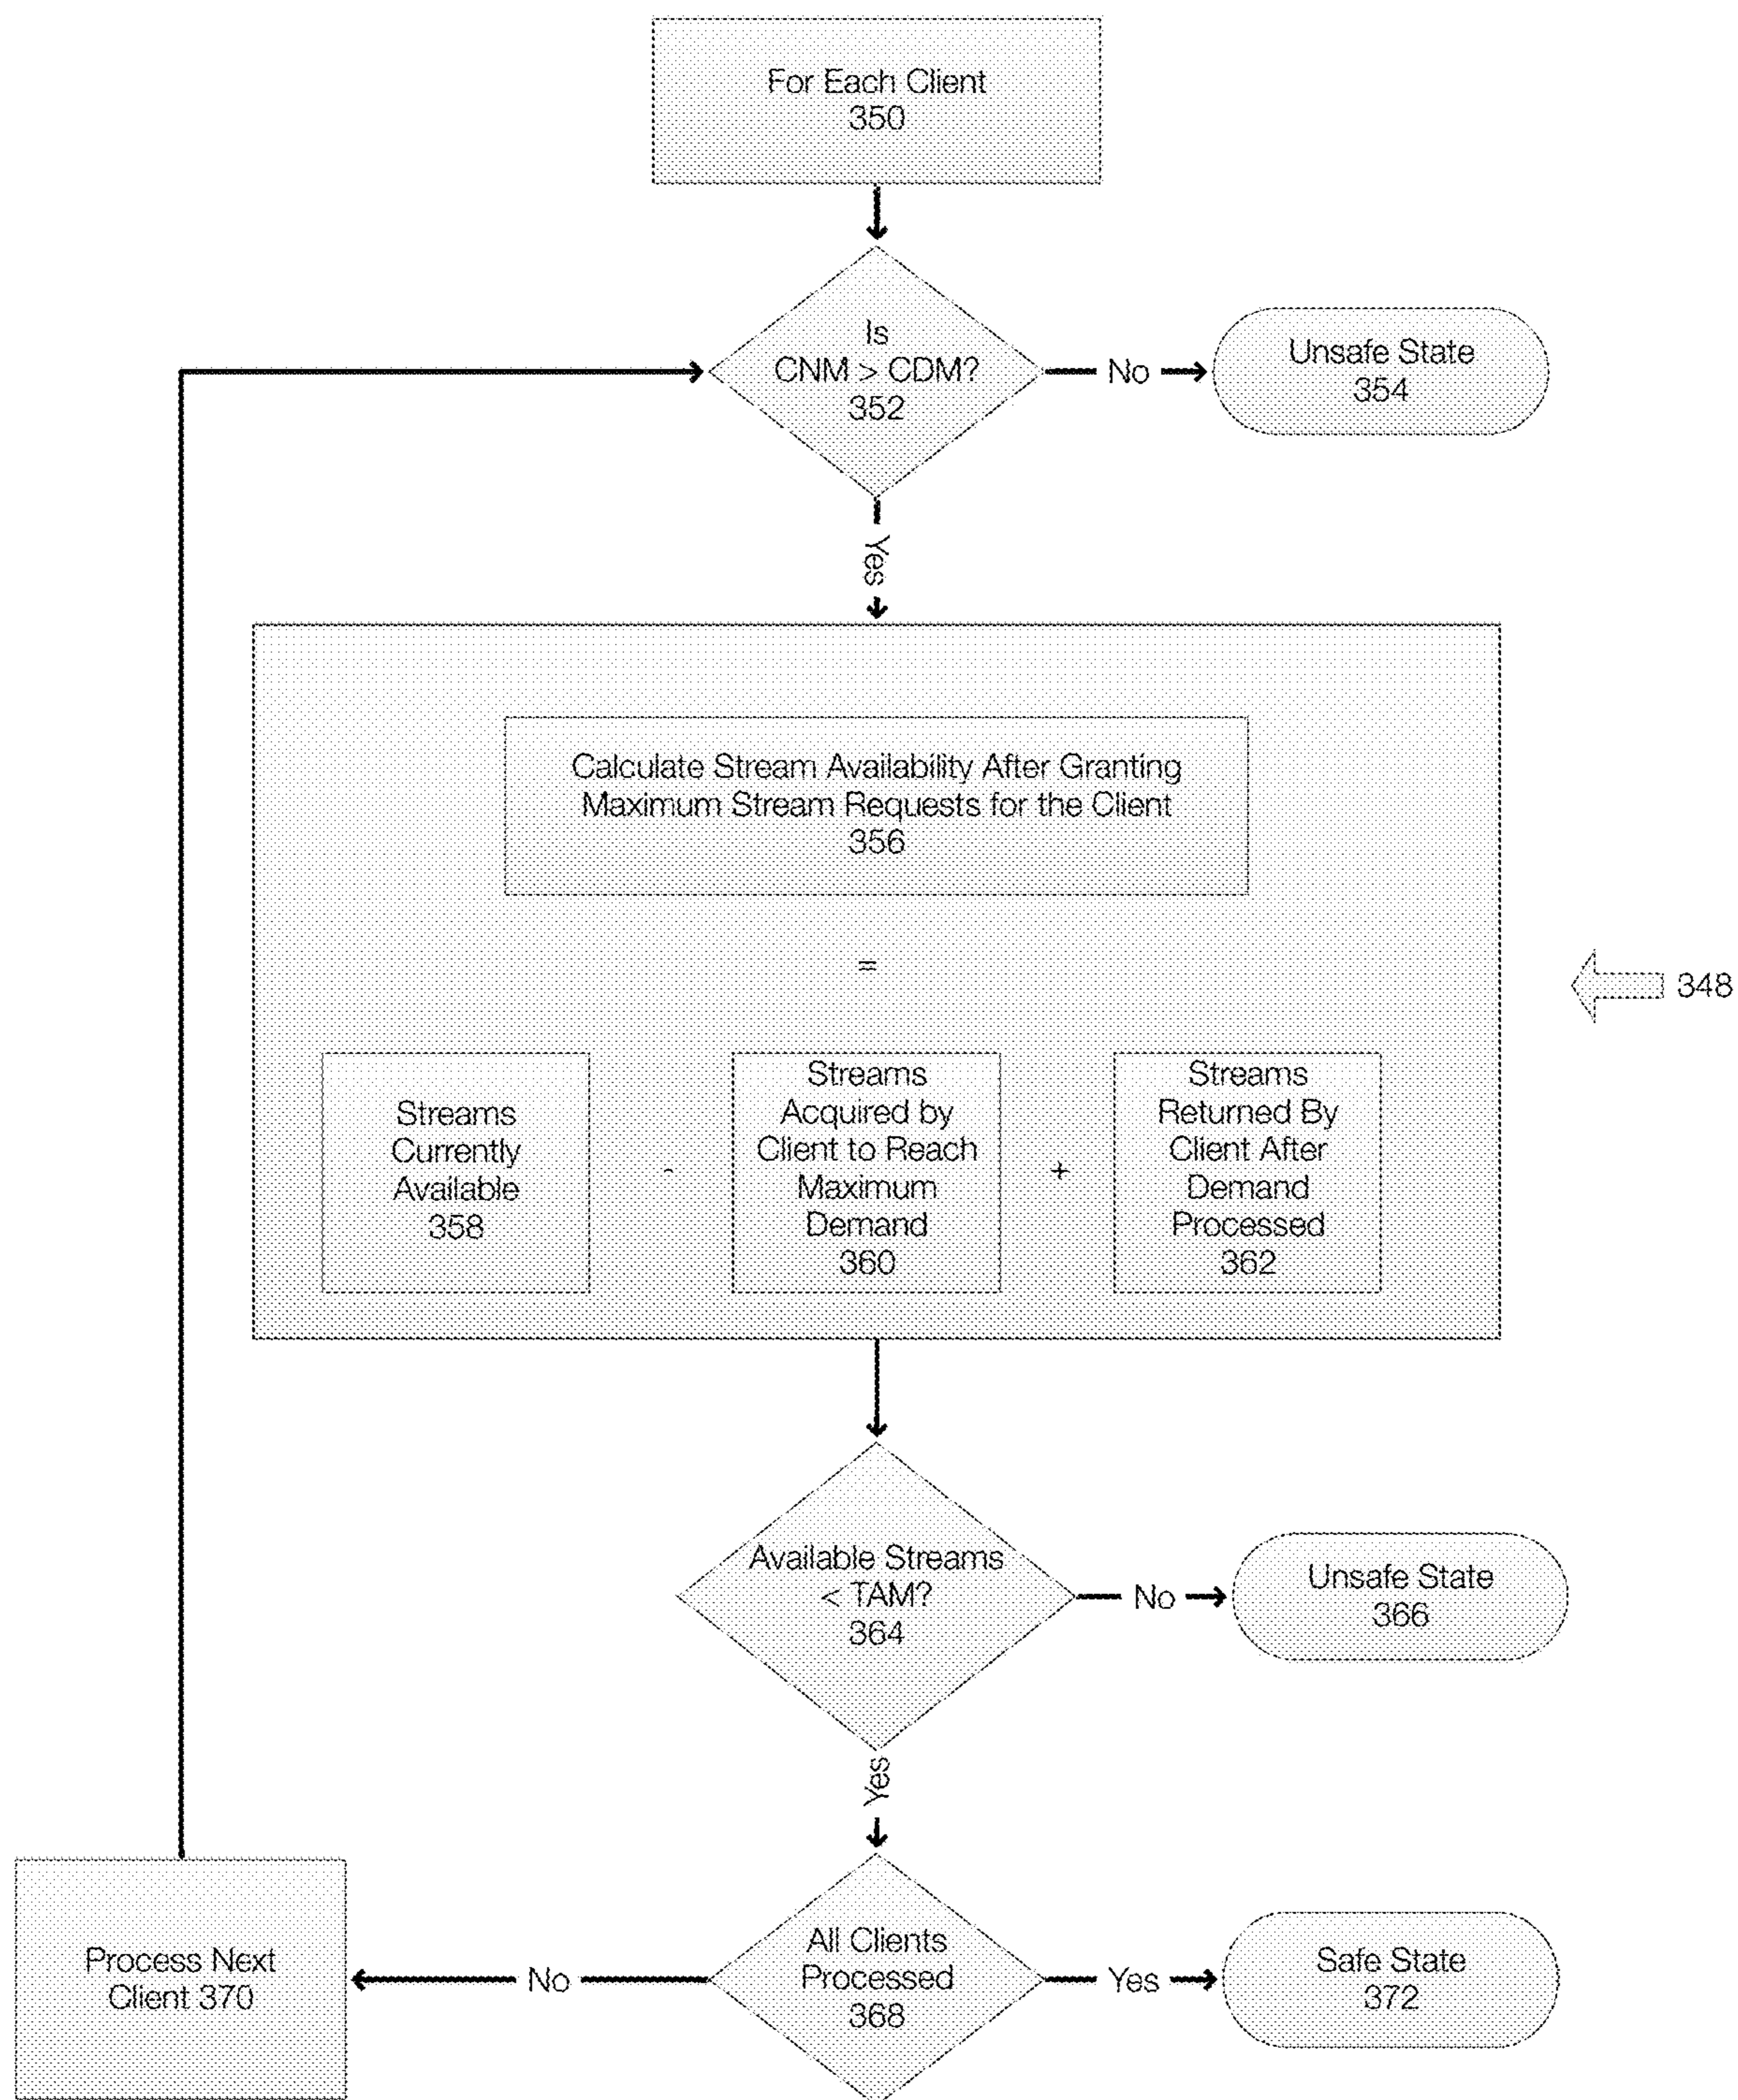 For Each Client
350
Is
CNM > CDM?
352
No
Unsafe State
354
Yes
Calculate Stream Availability After Granting
Maximum Stream Requests for the Client
356
=
348
Streams
Currently
Available
358
-
Streams
Acquired by
Client to Reach
Maximum
Demand
360
+
Streams
Returned By
Client After
Demand
Processed
362
Available Streams
< TAM?
364
No
Unsafe State
366
Yes
All Clients
Processed
368
No
Process Next
Client 370
Yes
Safe State
372